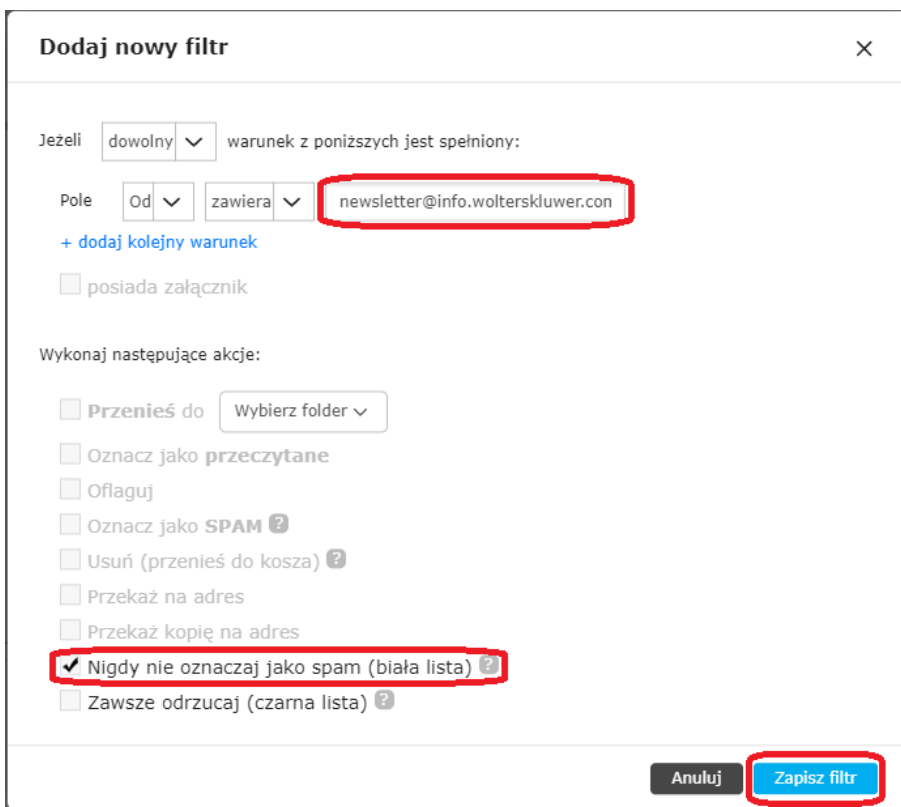 Dodaj nowy filtr
Jeżeli dowolny warunek z poniższych jest spełniony:
Pole Od zawiera newsletter@info.wolterskluwer.con
+ dodaj kolejny warunek
posiada załącznik
Wykonaj następujące akcje:
Przenieś do Wybierz folder
Oznacz jako przeczytane
Oflaguj
Oznacz jako SPAM ?
Usuń (przenieś do kosza) ?
Przekaż na adres
Przekaż kopię na adres
Nigdy nie oznaczaj jako spam (biała lista) ?
Zawsze odrzucaj (czarna lista) ?
Anuluj Zapisz filtr